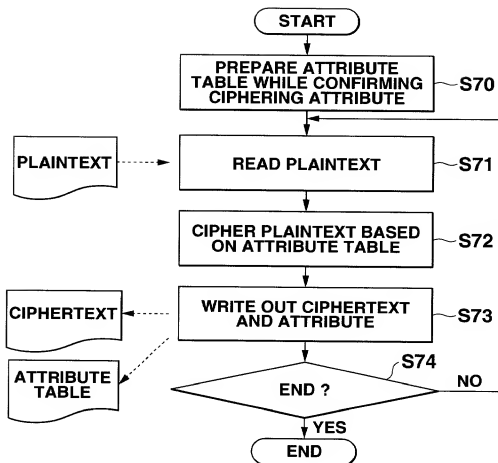 START
PREPARE ATTRIBUTE
TABLE WHILE CONFIRMING
CIPHERING ATTRIBUTE
S70
PLAINTEXT
READ PLAINTEXT
S71
CIPHER PLAINTEXT BASED
ON ATTRIBUTE TABLE
S72
CIPHERTEXT
WRITE OUT CIPHERTEXT
AND ATTRIBUTE
S73
ATTRIBUTE
TABLE
S74
END ?
NO
YES
END